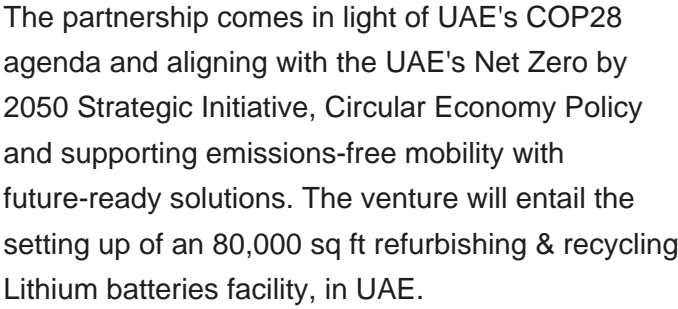 The partnership comes in light of UAE's COP28
agenda and aligning with the UAE's Net Zero by
2050 Strategic Initiative, Circular Economy Policy
and supporting emissions-free mobility with
future-ready solutions. The venture will entail the
setting up of an 80,000 sq ft refurbishing & recycling
Lithium batteries facility, in UAE.